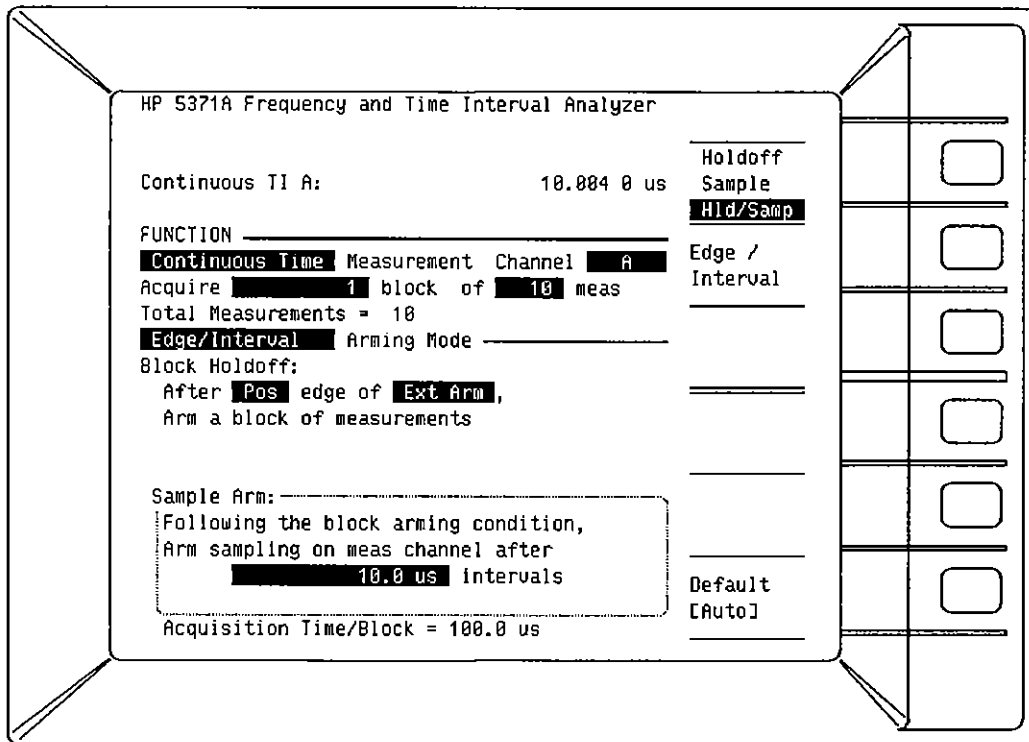 HP 5371A Frequency and Time Interval Analyzer
Continuous TI A: 10.004 0 us
FUNCTION
Continuous Time Measurement Channel A
Acquire 1 block of 10 meas
Total Measurements = 10
Edge/Interval Arming Mode
Block Holdoff:
After Pos edge of Ext Arm,
Arm a block of measurements
Sample Arm:
Following the block arming condition,
Arm sampling on meas channel after
10.0 us intervals
Acquisition Time/Block = 100.0 us
Holdoff
Sample
Hld/Samp
Edge /
Interval
Default
[Auto]